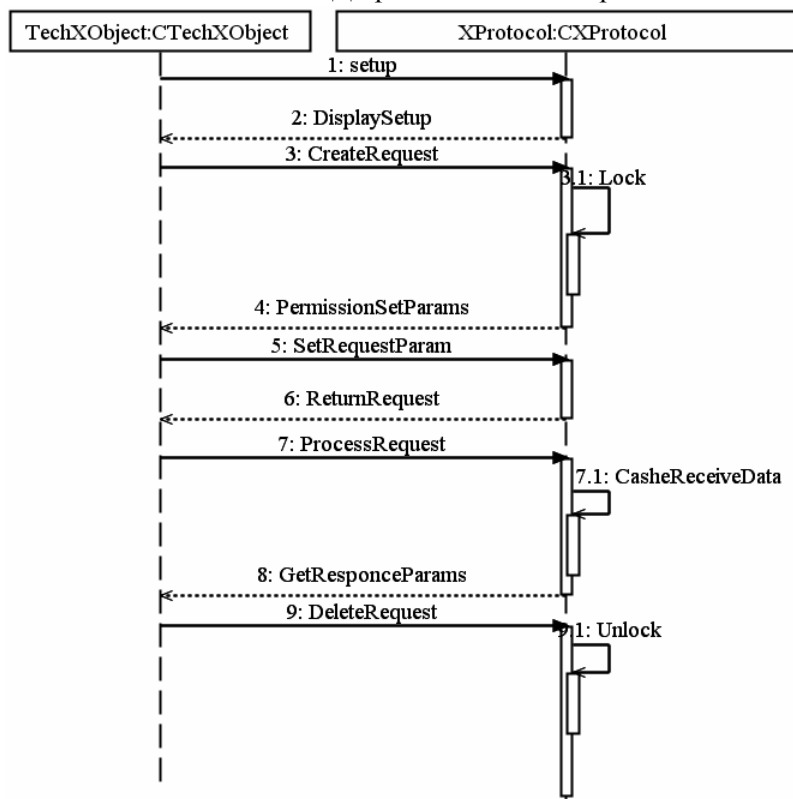 TechXObject:CTechXObject
XProtocol:CXProtocol
1: setup
2: DisplaySetup
3: CreateRequest
3.1: Lock
4: PermissionSetParams
5: SetRequestParam
6: ReturnRequest
7: ProcessRequest
7.1: CasheReceiveData
8: GetResponceParams
9: DeleteRequest
9.1: Unlock